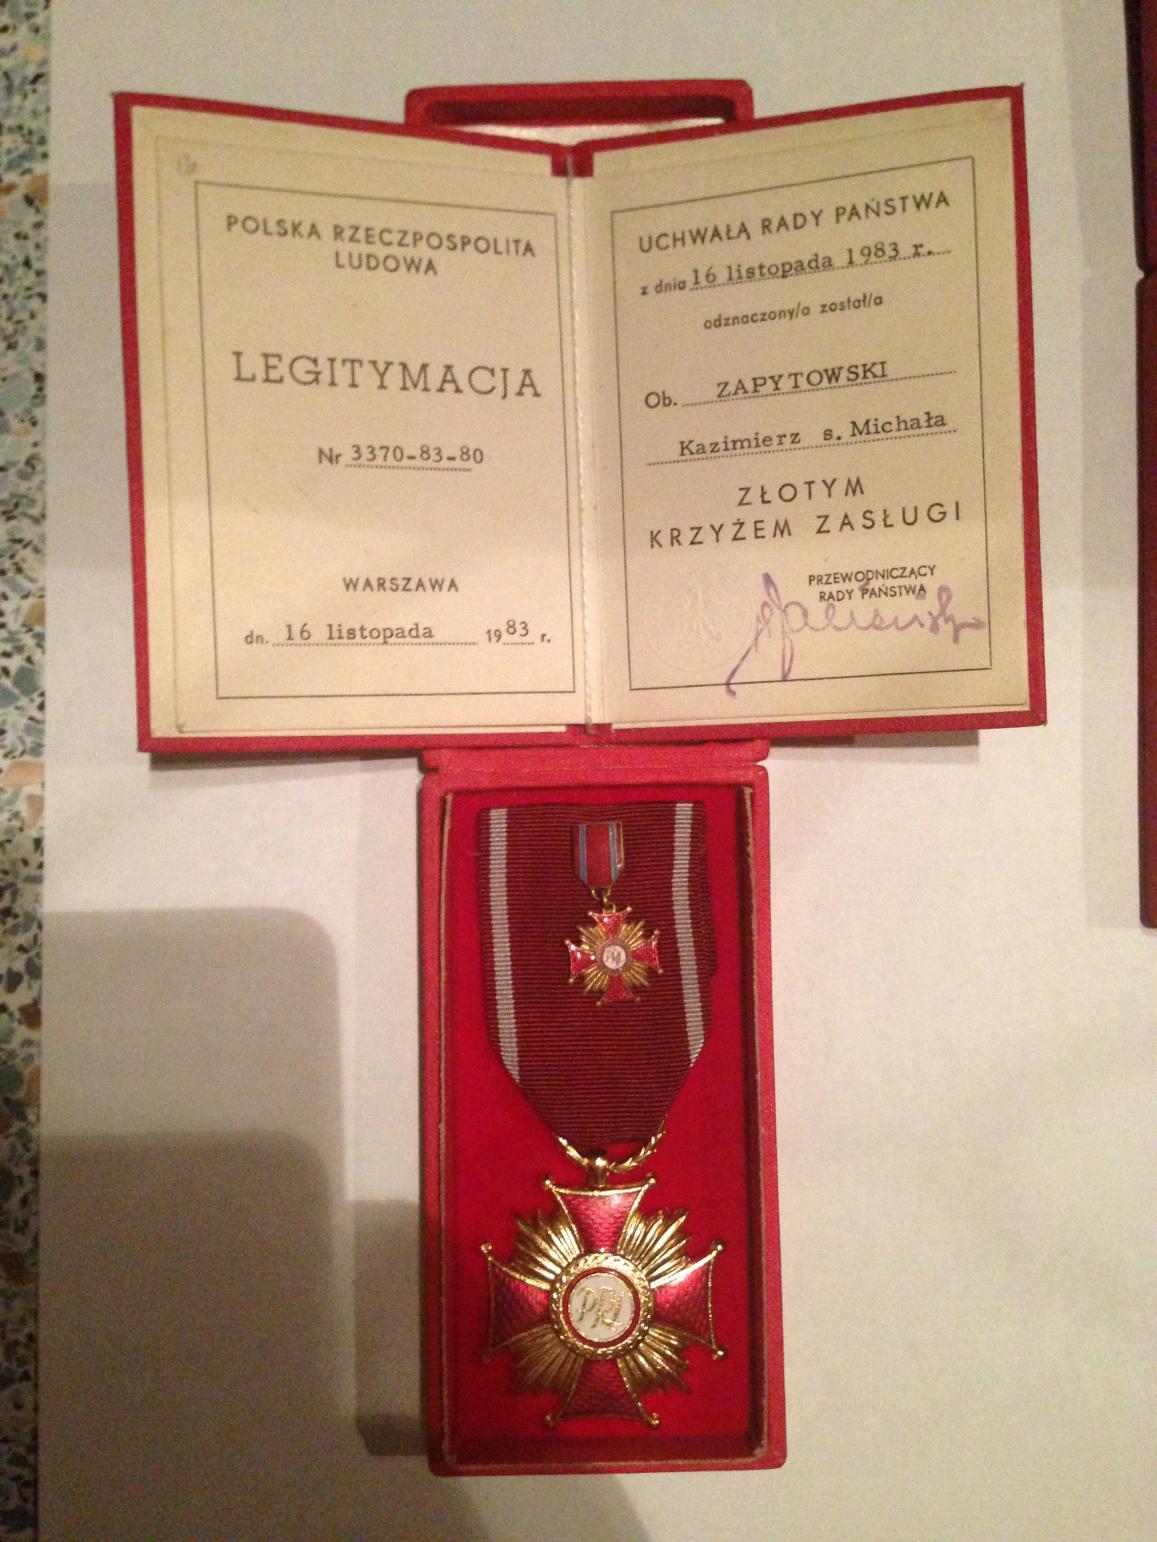 POLSKA RZECZPOSPOLITA
LUDOWA
LEGITYMACJA
Nr 3370-83-80
WARSZAWA
dn. 16 listopada 1983 r.
UCHWAŁĄ RADY PAŃSTWA
z dnia 16 listopada 1983 r.
odznaczony/a został/a
Ob. ZAPYTOWSKI
Kazimierz s. Michała
ZŁOTYM
KRZYŻEM ZASŁUGI
PRZEWODNICZĄCY
RADY PAŃSTWA
PRL
PRL